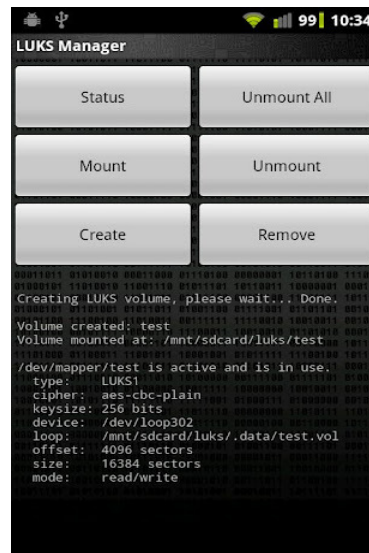 99 10:34
LUKS Manager
Status Unmount All
Mount Unmount
Create Remove
Creating LUKS volume, please wait... Done.
Volume created: test
Volume mounted at: /mnt/sdcard/luks/test
/dev/mapper/test is active and is in use.
type: LUKS1
cipher: aes-cbc-plain
keysize: 256 bits
device: /dev/loop302
loop: /mnt/sdcard/luks/.data/test.vol
offset: 4096 sectors
size: 16384 sectors
mode: read/write